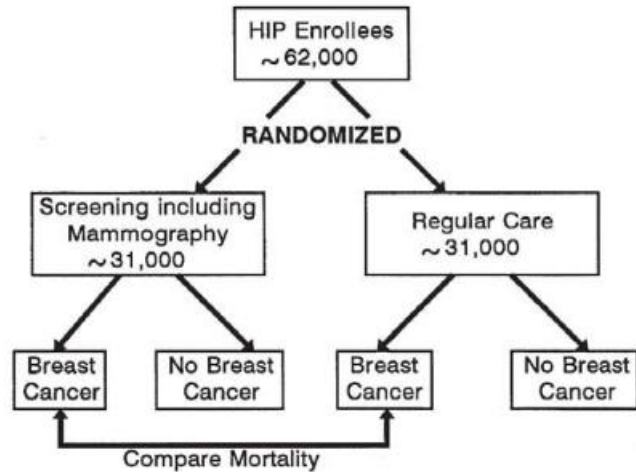 HIP Enrollees
~62,000
RANDOMIZED
Screening including
Mammography
~31,000
Regular Care
~31,000
Breast
Cancer
No Breast
Cancer
Breast
Cancer
No Breast
Cancer
Compare Mortality